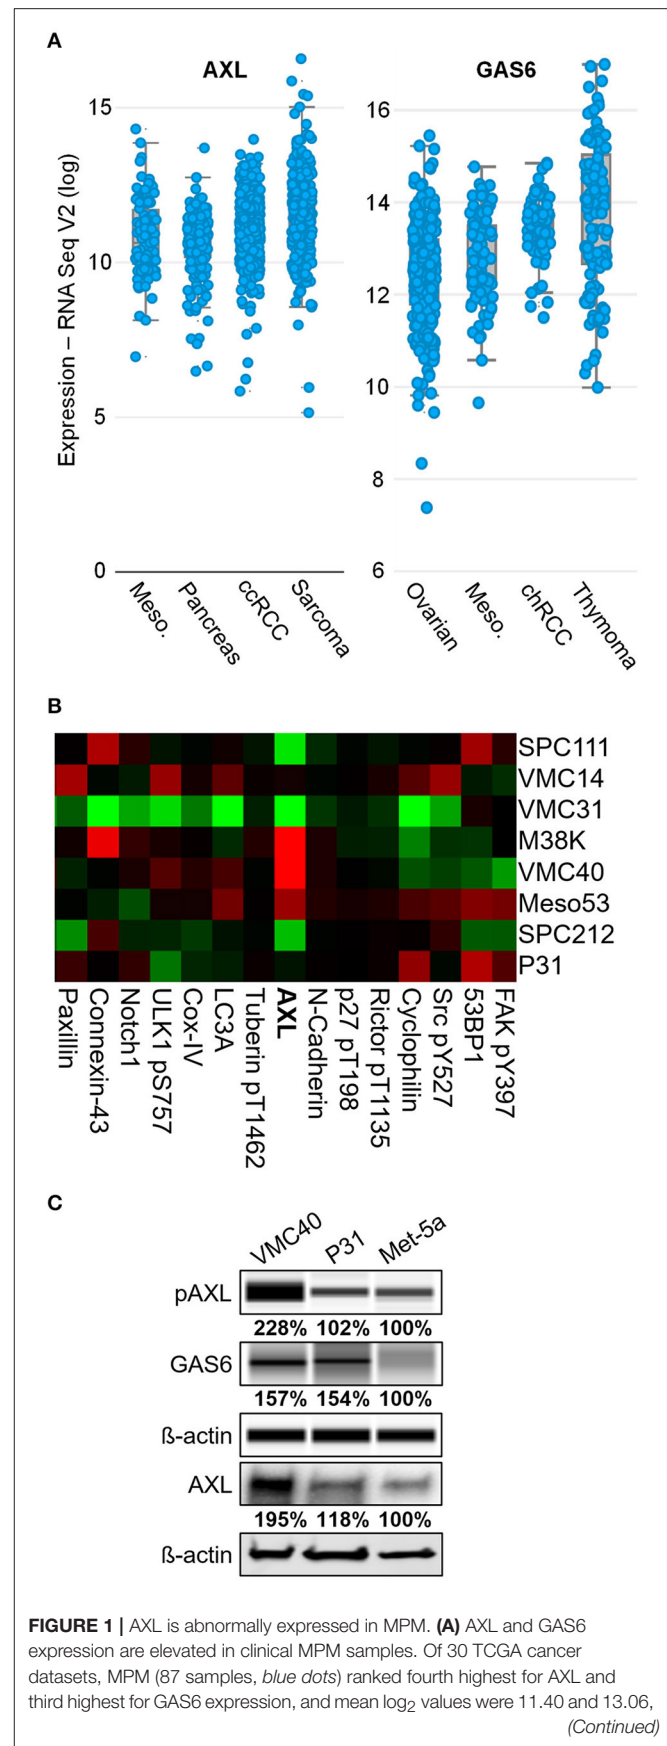 A
AXL
GAS6
Expression – RNA Seq V2 (log)
15
10
5
0
16
14
12
10
8
6
Meso.
Pancreas
ccRCC
Sarcoma
Ovarian
Meso.
chRCC
Thymoma
B
SPC111
VMC14
VMC31
M38K
VMC40
Meso53
SPC212
P31
Paxillin
Connexin-43
Notch1
ULK1 pS757
Cox-IV
LC3A
Tuberin pT1462
AXL
N-Cadherin
p27 pT198
Rictor pT1135
Cyclophilin
Src pY527
53BP1
FAK pY397
C
VMC40 P31 Met-5a
pAXL
228% 102% 100%
GAS6
157% 154% 100%
ß-actin
AXL
195% 118% 100%
ß-actin
FIGURE 1 | AXL is abnormally expressed in MPM. (A) AXL and GAS6
expression are elevated in clinical MPM samples. Of 30 TCGA cancer
datasets, MPM (87 samples, blue dots) ranked fourth highest for AXL and
third highest for GAS6 expression, and mean log2 values were 11.40 and 13.06,
(Continued)